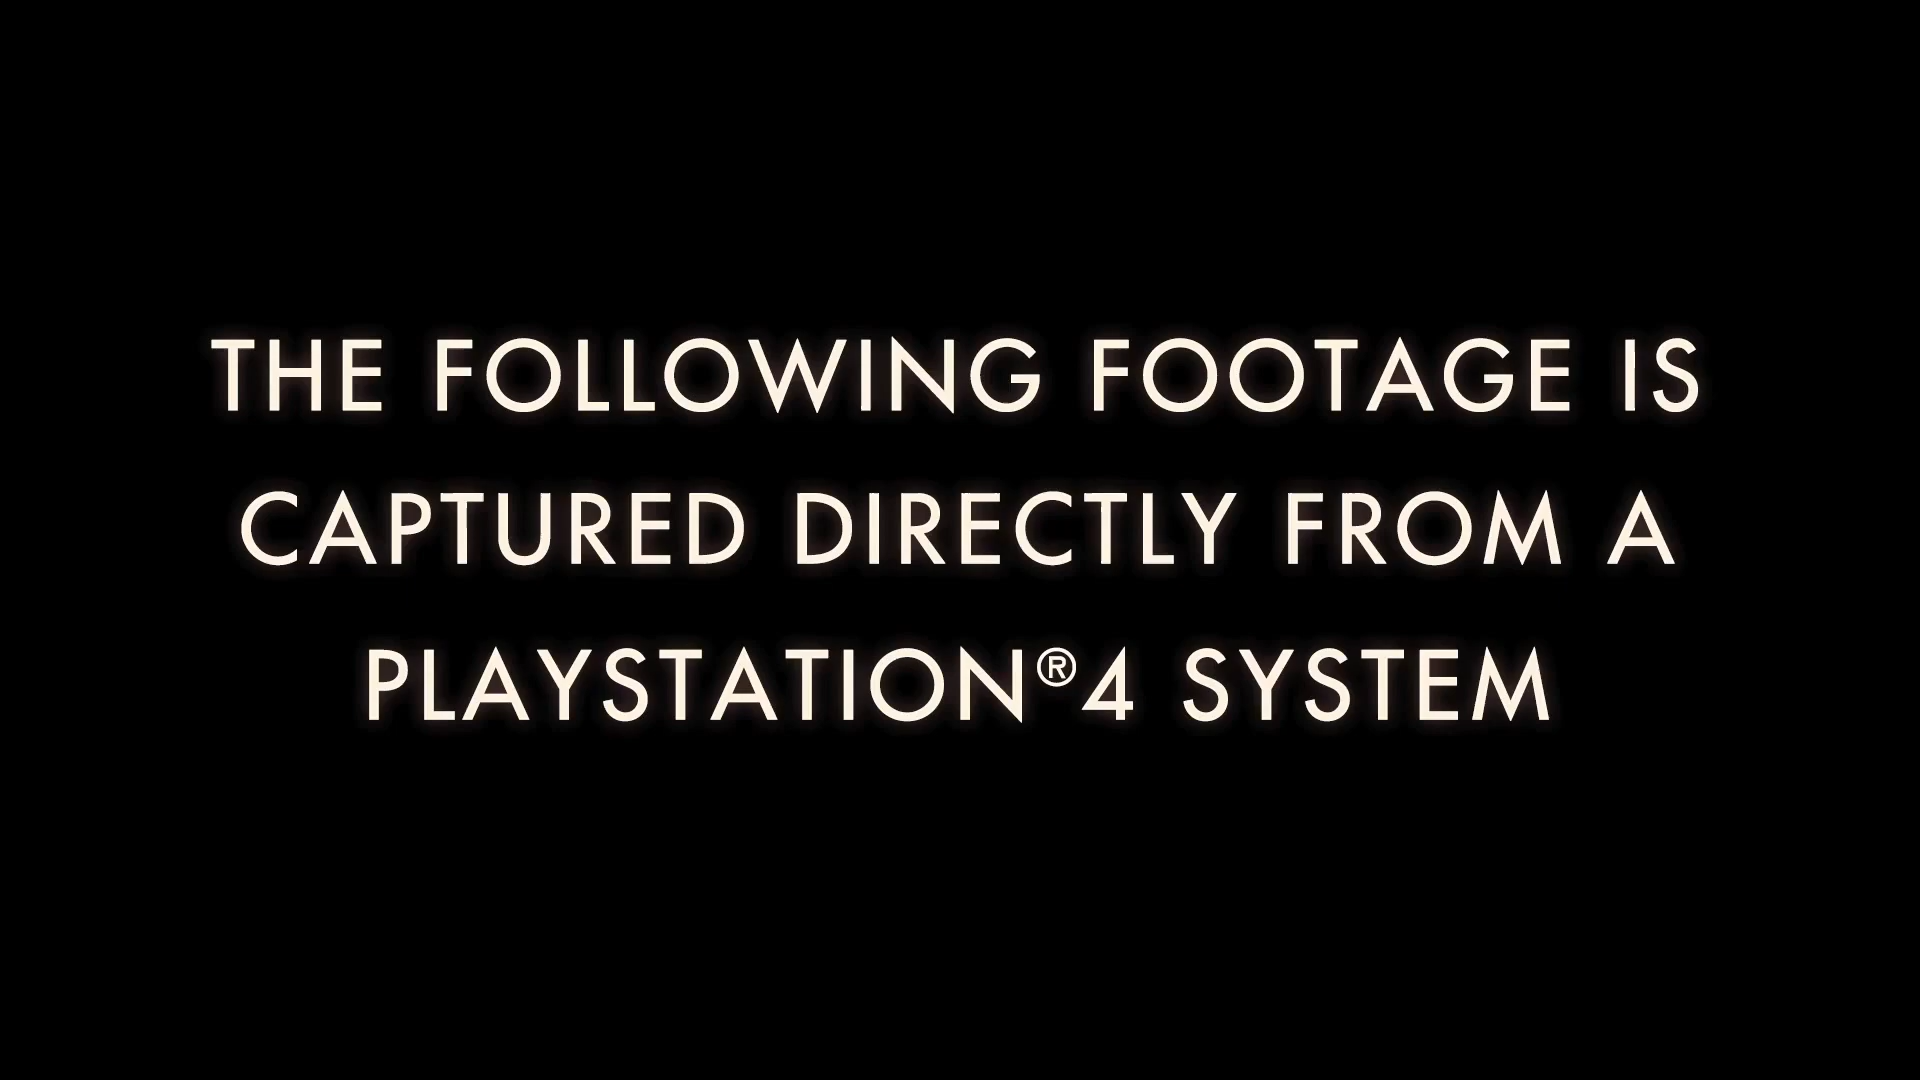 THE FOLLOWING FOOTAGE IS
CAPTURED DIRECTLY FROM A
PLAYSTATION®4 SYSTEM